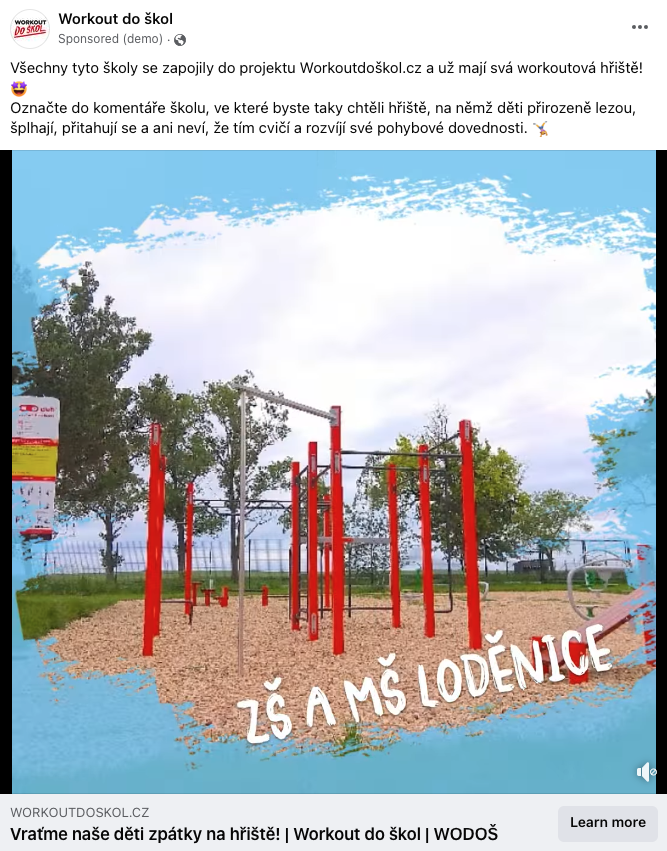 WORKOUT
DO ŠKOL
Workout do škol
Sponsored (demo) ·
Všechny tyto školy se zapojily do projektu Workoutdoškol.cz a už mají svá workoutová hřiště!
Označte do komentáře školu, ve které byste taky chtěli hřiště, na němž děti přirozeně lezou,
šplhají, přitahují se a ani neví, že tím cvičí a rozvíjí své pohybové dovednosti.
ZŠ A MŠ LODĚNICE
WORKOUTDOSKOL.CZ
Vraťme naše děti zpátky na hřiště! | Workout do škol | WODOŠ
Learn more